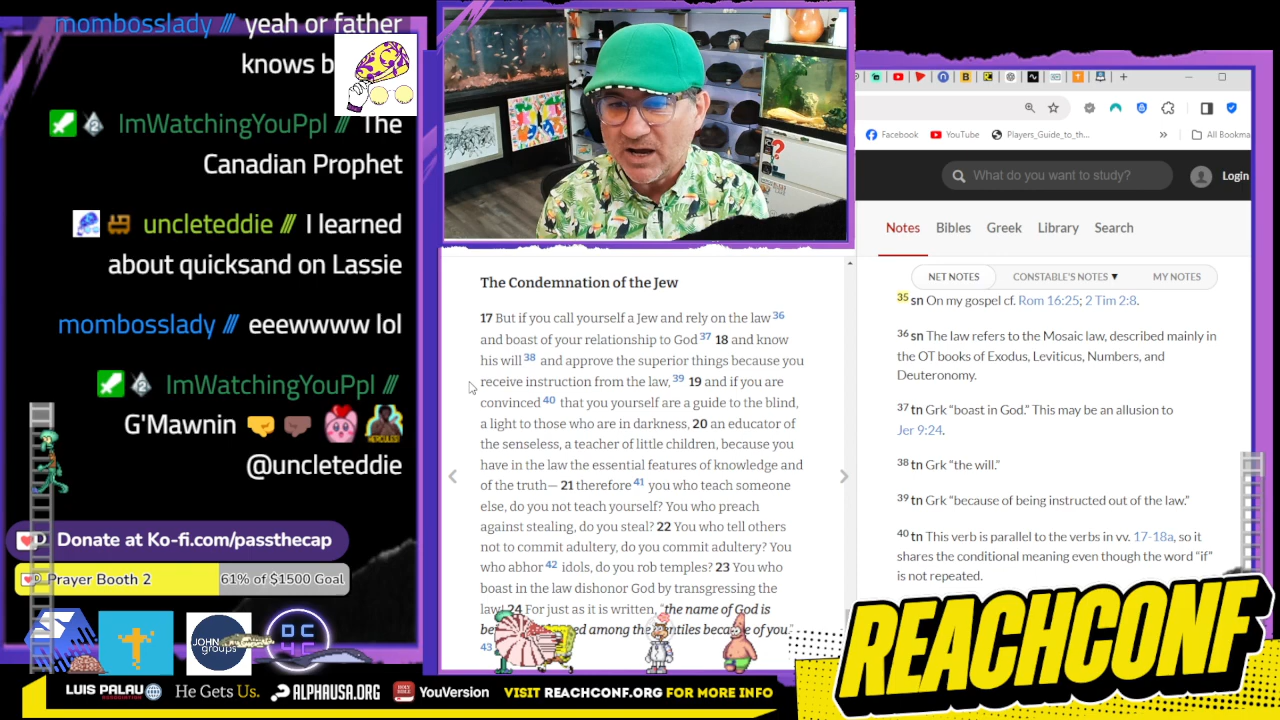 mombosslady /// yeah or father
knows b
ImWatchingYouPpl /// The
Canadian Prophet
uncleteddie /// I learned
about quicksand on Lassie
mombosslady /// eeewwww lol
ImWatchingYouPpl ///
G'Mawnin
HERCULES!
@uncleteddie
Donate at Ko-fi.com/passthecap
Prayer Booth 2 61% of $1500 Goal
JOHN
groups
The Condemnation of the Jew
17 But if you call yourself a Jew and rely on the law 36
and boast of your relationship to God 37 18 and know
his will 38 and approve the superior things because you
receive instruction from the law, 39 19 and if you are
convinced 40 that you yourself are a guide to the blind,
a light to those who are in darkness, 20 an educator of
the senseless, a teacher of little children, because you
have in the law the essential features of knowledge and
of the truth— 21 therefore 41 you who teach someone
else, do you not teach yourself? You who preach
against stealing, do you steal? 22 You who tell others
not to commit adultery, do you commit adultery? You
who abhor 42 idols, do you rob temples? 23 You who
boast in the law dishonor God by transgressing the
law! 24 For just as it is written, "the name of God is
among the because of you."
43
Facebook YouTube Players_Guide_to_th... » All Bookma
What do you want to study? Login
Notes Bibles Greek Library Search
NET NOTES CONSTABLE'S NOTES ▼ MY NOTES
35 sn On my gospel cf. Rom 16:25; 2 Tim 2:8.
36 sn The law refers to the Mosaic law, described mainly in
the OT books of Exodus, Leviticus, Numbers, and
Deuteronomy.
37 tn Grk “boast in God.” This may be an allusion to
Jer 9:24.
38 tn Grk “the will.”
39 tn Grk “because of being instructed out of the law.”
40 tn This verb is parallel to the verbs in vv. 17-18a, so it
shares the conditional meaning even though the word “if”
is not repeated.
REACHCONF
LUIS PALAU He Gets Us. ALPHAUSA.ORG HOLY BIBLE YouVersion VISIT REACHCONF.ORG FOR MORE INFO